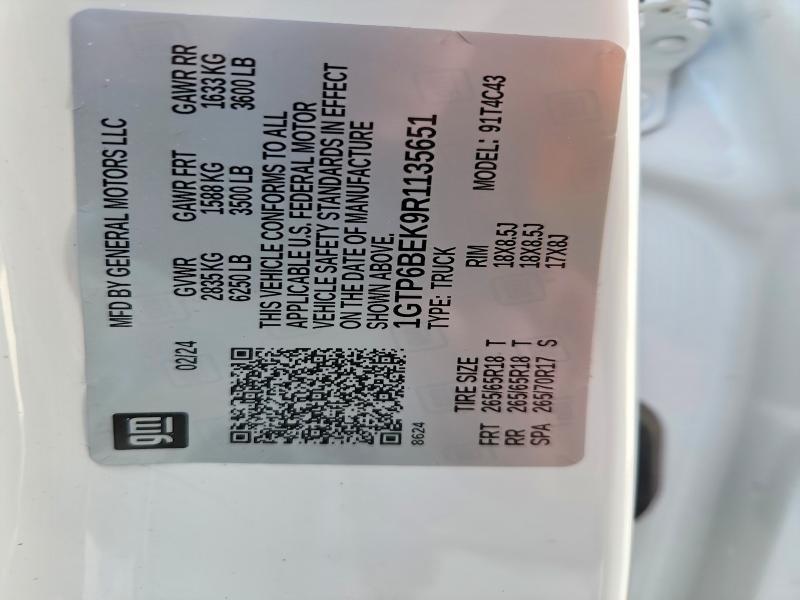 gm
MFD BY GENERAL MOTORS LLC
02/24
GVWR GAWR FRT GAWR RR
2835 KG 1588 KG 1633 KG
6250 LB 3500 LB 3600 LB
THIS VEHICLE CONFORMS TO ALL
APPLICABLE U.S. FEDERAL MOTOR
VEHICLE SAFETY STANDARDS IN EFFECT
ON THE DATE OF MANUFACTURE
SHOWN ABOVE.
1GTP6BEK9R1135651
8624
TYPE: TRUCK
TIRE SIZE RIM MODEL: 91T4C43
FRT 265/65R18 T 18X8.5J
RR 265/65R18 T 18X8.5J
SPA 265/70R17 S 17X8J